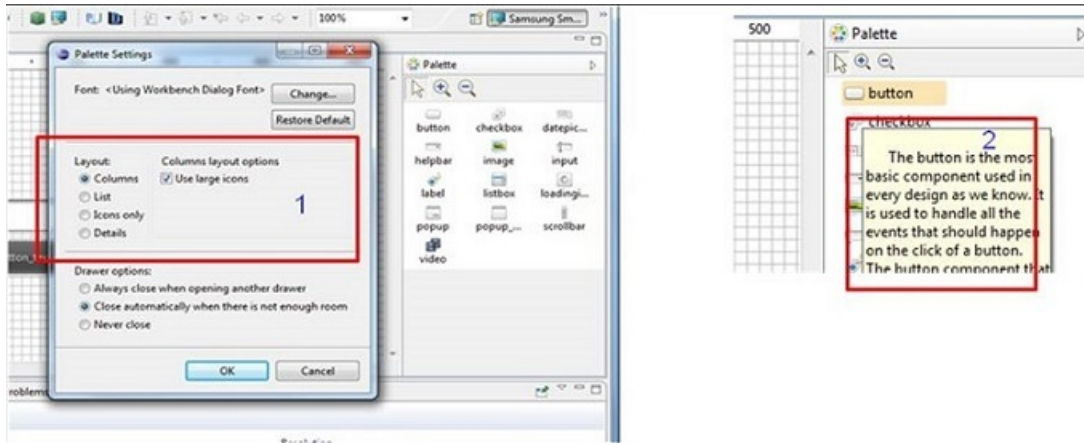 100%
Samsung Sm...
Palette Settings
Font: <Using Workbench Dialog Font>
Change...
Restore Default
Layout:
Columns layout options
Columns
Use large icons
List
Icons only
Details
1
Drawer options:
Always close when opening another drawer
Close automatically when there is not enough room
Never close
OK
Cancel
Palette
button checkbox datepic...
helpbar image input
label listbox loadingi...
popup popup_... scrollbar
video
500
Palette
button
checkbox
2
The button is the most
basic component used in
every design as we know. It
is used to handle all the
events that should happen
on the click of a button.
The button component that